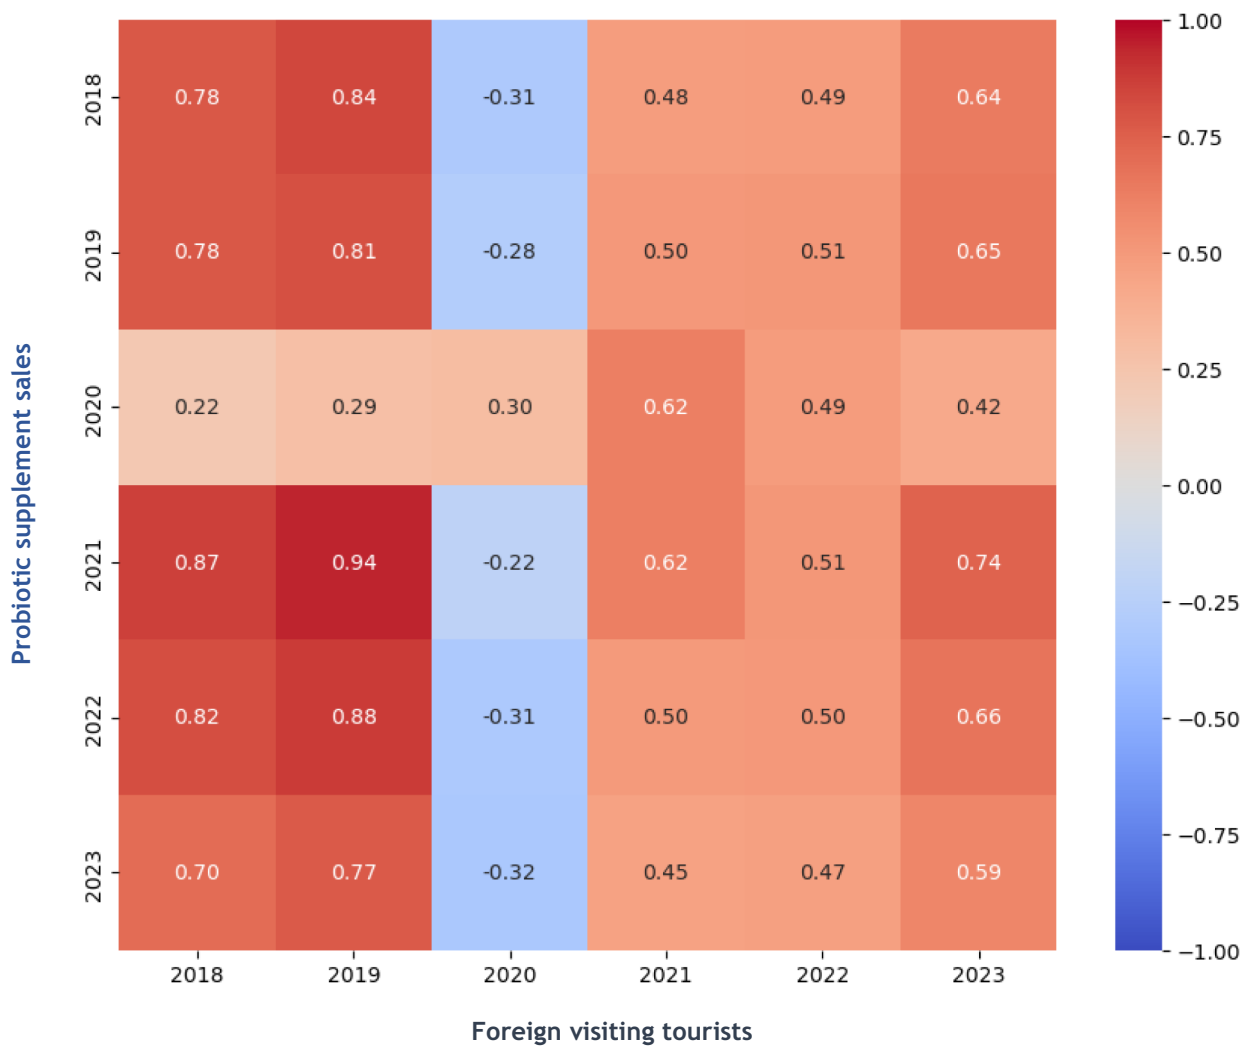 Probiotic supplement sales
2018 0.78 0.84 -0.31 0.48 0.49 0.64
2019 0.78 0.81 -0.28 0.50 0.51 0.65
2020 0.22 0.29 0.30 0.62 0.49 0.42
2021 0.87 0.94 -0.22 0.62 0.51 0.74
2022 0.82 0.88 -0.31 0.50 0.50 0.66
2023 0.70 0.77 -0.32 0.45 0.47 0.59
2018 2019 2020 2021 2022 2023
Foreign visiting tourists
1.00
0.75
0.50
0.25
0.00
−0.25
−0.50
−0.75
−1.00